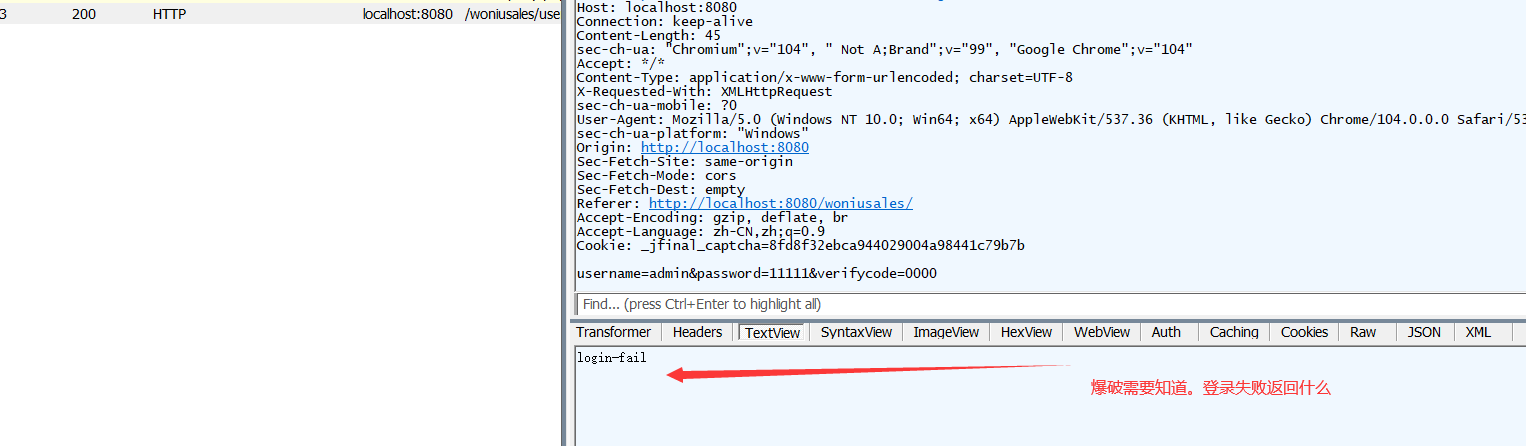 3 200 HTTP localhost:8080 /woniusales/use
Host: localhost:8080
Connection: keep-alive
Content-Length: 45
sec-ch-ua: "Chromium";v="104", " Not A;Brand";v="99", "Google Chrome";v="104"
Accept: */*
Content-Type: application/x-www-form-urlencoded; charset=UTF-8
X-Requested-With: XMLHttpRequest
sec-ch-ua-mobile: ?0
User-Agent: Mozilla/5.0 (Windows NT 10.0; Win64; x64) AppleWebKit/537.36 (KHTML, like Gecko) Chrome/104.0.0.0 Safari/53
sec-ch-ua-platform: "Windows"
Origin: http://localhost:8080
Sec-Fetch-Site: same-origin
Sec-Fetch-Mode: cors
Sec-Fetch-Dest: empty
Referer: http://localhost:8080/woniusales/
Accept-Encoding: gzip, deflate, br
Accept-Language: zh-CN,zh;q=0.9
Cookie: _jfinal_captcha=8fd8f32ebca944029004a98441c79b7b
username=admin&password=11111&verifycode=0000
Find... (press Ctrl+Enter to highlight all)
Transformer Headers TextView SyntaxView ImageView HexView WebView Auth Caching Cookies Raw JSON XML
login-fail
爆破需要知道。登录失败返回什么